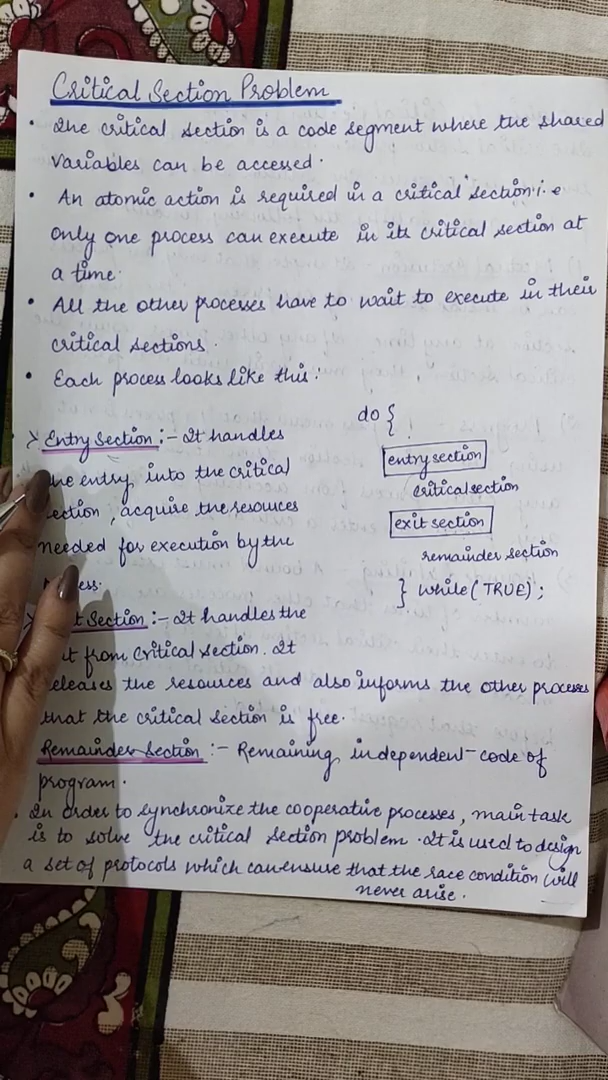 Critical Section Problem
• The critical section is a code segment where the shared
variables can be accessed.
• An atomic action is required in a critical section i.e
only one process can execute in its critical section at
a time.
• All the other processes have to wait to execute in their
critical sections.
• Each process looks like this:
> Entry Section :- It handles
the entry into the critical
section, acquire the resources
needed for execution by the
ess.
t Section :- It handles the
it from critical section. It
releases the resources and also informs the other processes
that the critical section is free.
do {
entry section
critical section
exit section
remainder section
} while (TRUE);
Remainder Section :- Remaining independent code of
program.
• In order to synchronize the cooperative processes, main task
is to solve the critical section problem. It is used to design
a set of protocols which can ensure that the race condition will
never arise.